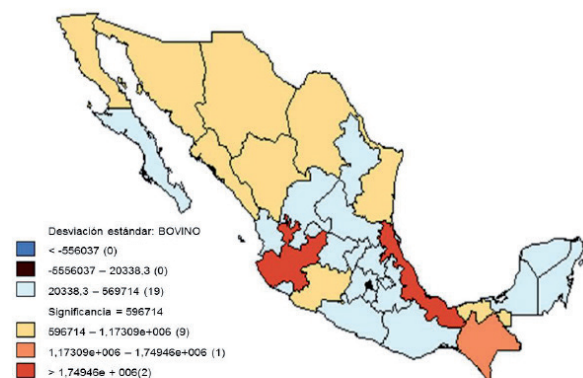 Desviación estándar: BOVINO
< -556037 (0)
-5556037 – 20338,3 (0)
20338,3 – 569714 (19)
Significancia = 596714
596714 – 1,17309e+006 (9)
1,17309e+006 – 1,74946e +006 (1)
> 1,74946e + 006(2)